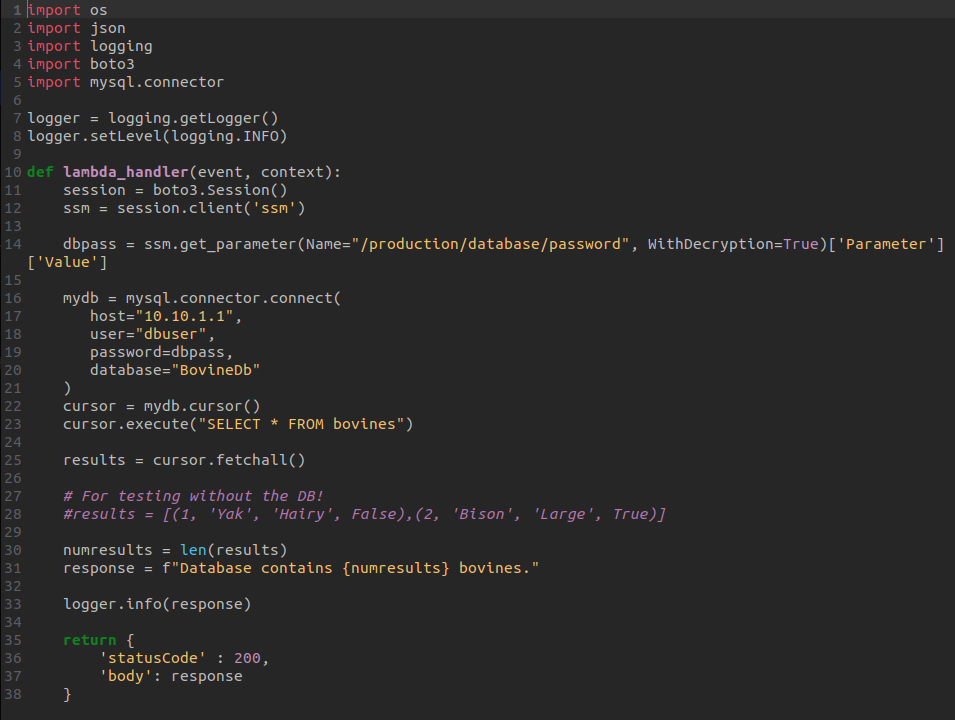 1 import os
2 import json
3 import logging
4 import boto3
5 import mysql.connector
6
7 logger = logging.getLogger()
8 logger.setLevel(logging.INFO)
9
10 def lambda_handler(event, context):
11     session = boto3.Session()
12     ssm = session.client('ssm')
13
14     dbpass = ssm.get_parameter(Name="/production/database/password", WithDecryption=True)['Parameter']
['Value']
15
16     mydb = mysql.connector.connect(
17        host="10.10.1.1",
18        user="dbuser",
19        password=dbpass,
20        database="BovineDb"
21     )
22     cursor = mydb.cursor()
23     cursor.execute("SELECT * FROM bovines")
24
25     results = cursor.fetchall()
26
27     # For testing without the DB!
28     #results = [(1, 'Yak', 'Hairy', False),(2, 'Bison', 'Large', True)]
29
30     numresults = len(results)
31     response = f"Database contains {numresults} bovines."
32
33     logger.info(response)
34
35     return {
36         'statusCode' : 200,
37         'body': response
38     }